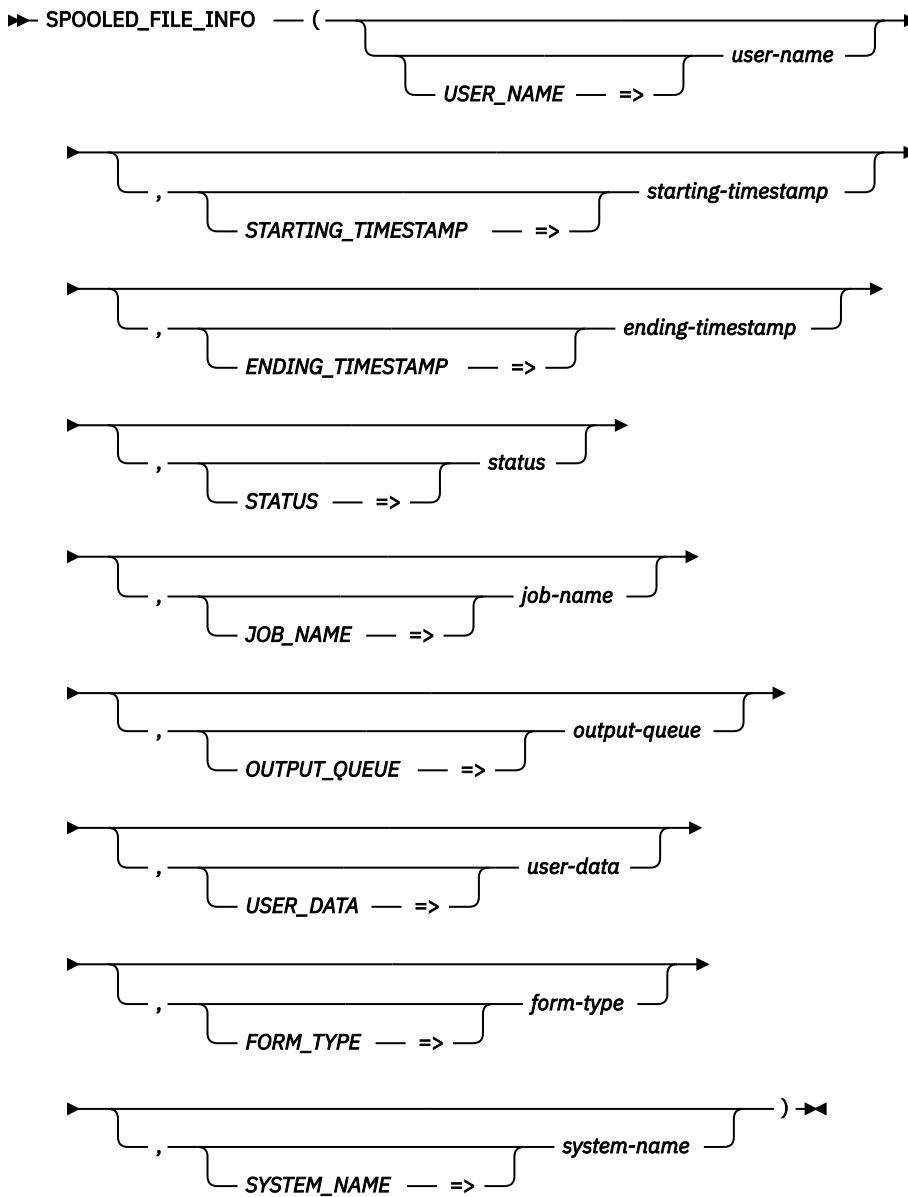 SPOOLED_FILE_INFO (
user-name
USER_NAME =>
, starting-timestamp
STARTING_TIMESTAMP =>
, ending-timestamp
ENDING_TIMESTAMP =>
, status
STATUS =>
, job-name
JOB_NAME =>
, output-queue
OUTPUT_QUEUE =>
, user-data
USER_DATA =>
, form-type
FORM_TYPE =>
)
, system-name
SYSTEM_NAME =>